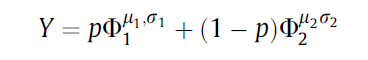 Y = pΦ₁^{μ₁,σ₁} + (1 − p)Φ₂^{μ₂σ₂}